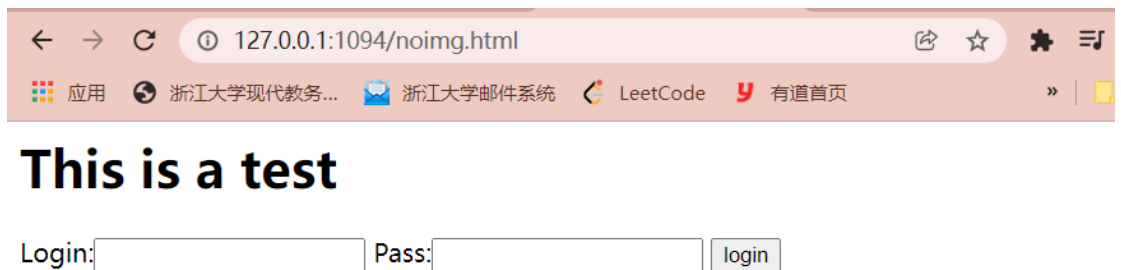 127.0.0.1:1094/noimg.html
应用 浙江大学现代教务... 浙江大学邮件系统 LeetCode 有道首页 »
This is a test
Login: Pass: login